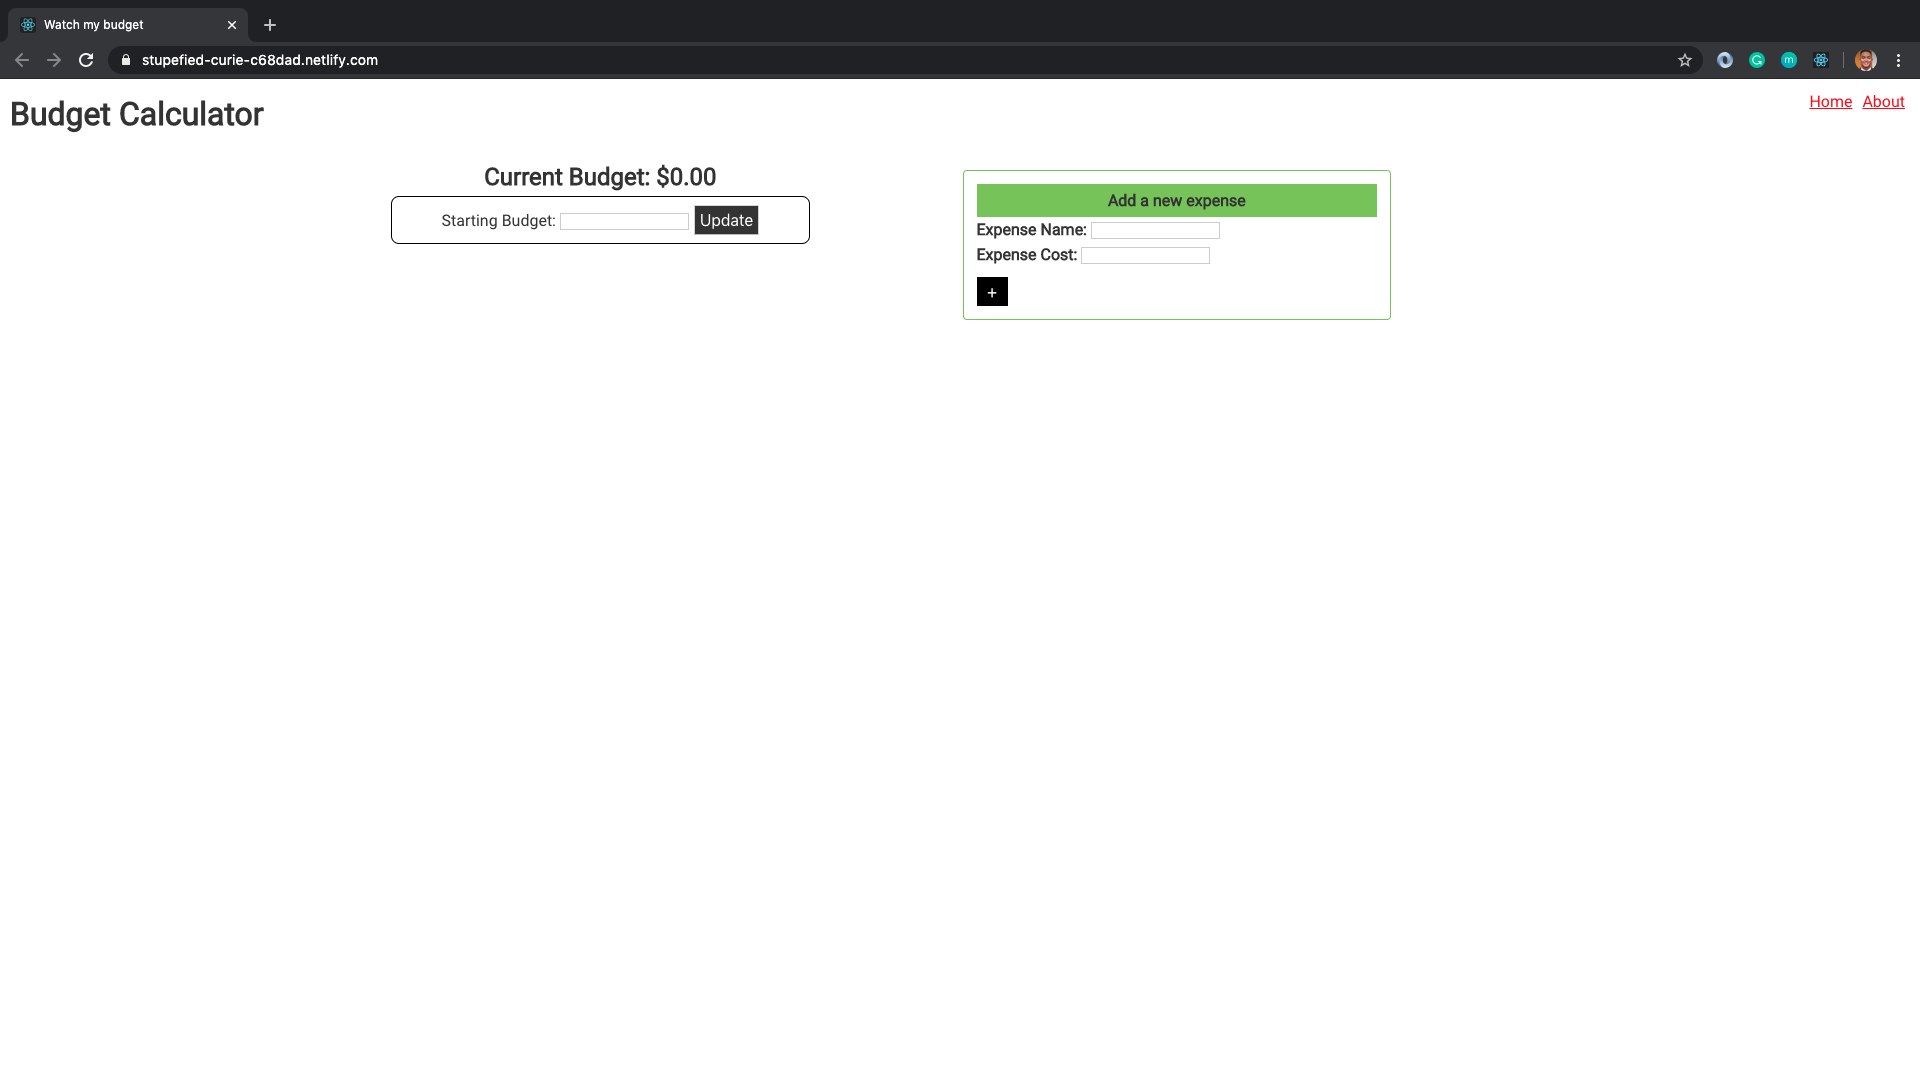 Watch my budget
stupefied-curie-c68dad.netlify.com
Budget Calculator
Home About
Current Budget: $0.00
Starting Budget: Update
Add a new expense
Expense Name:
Expense Cost:
+